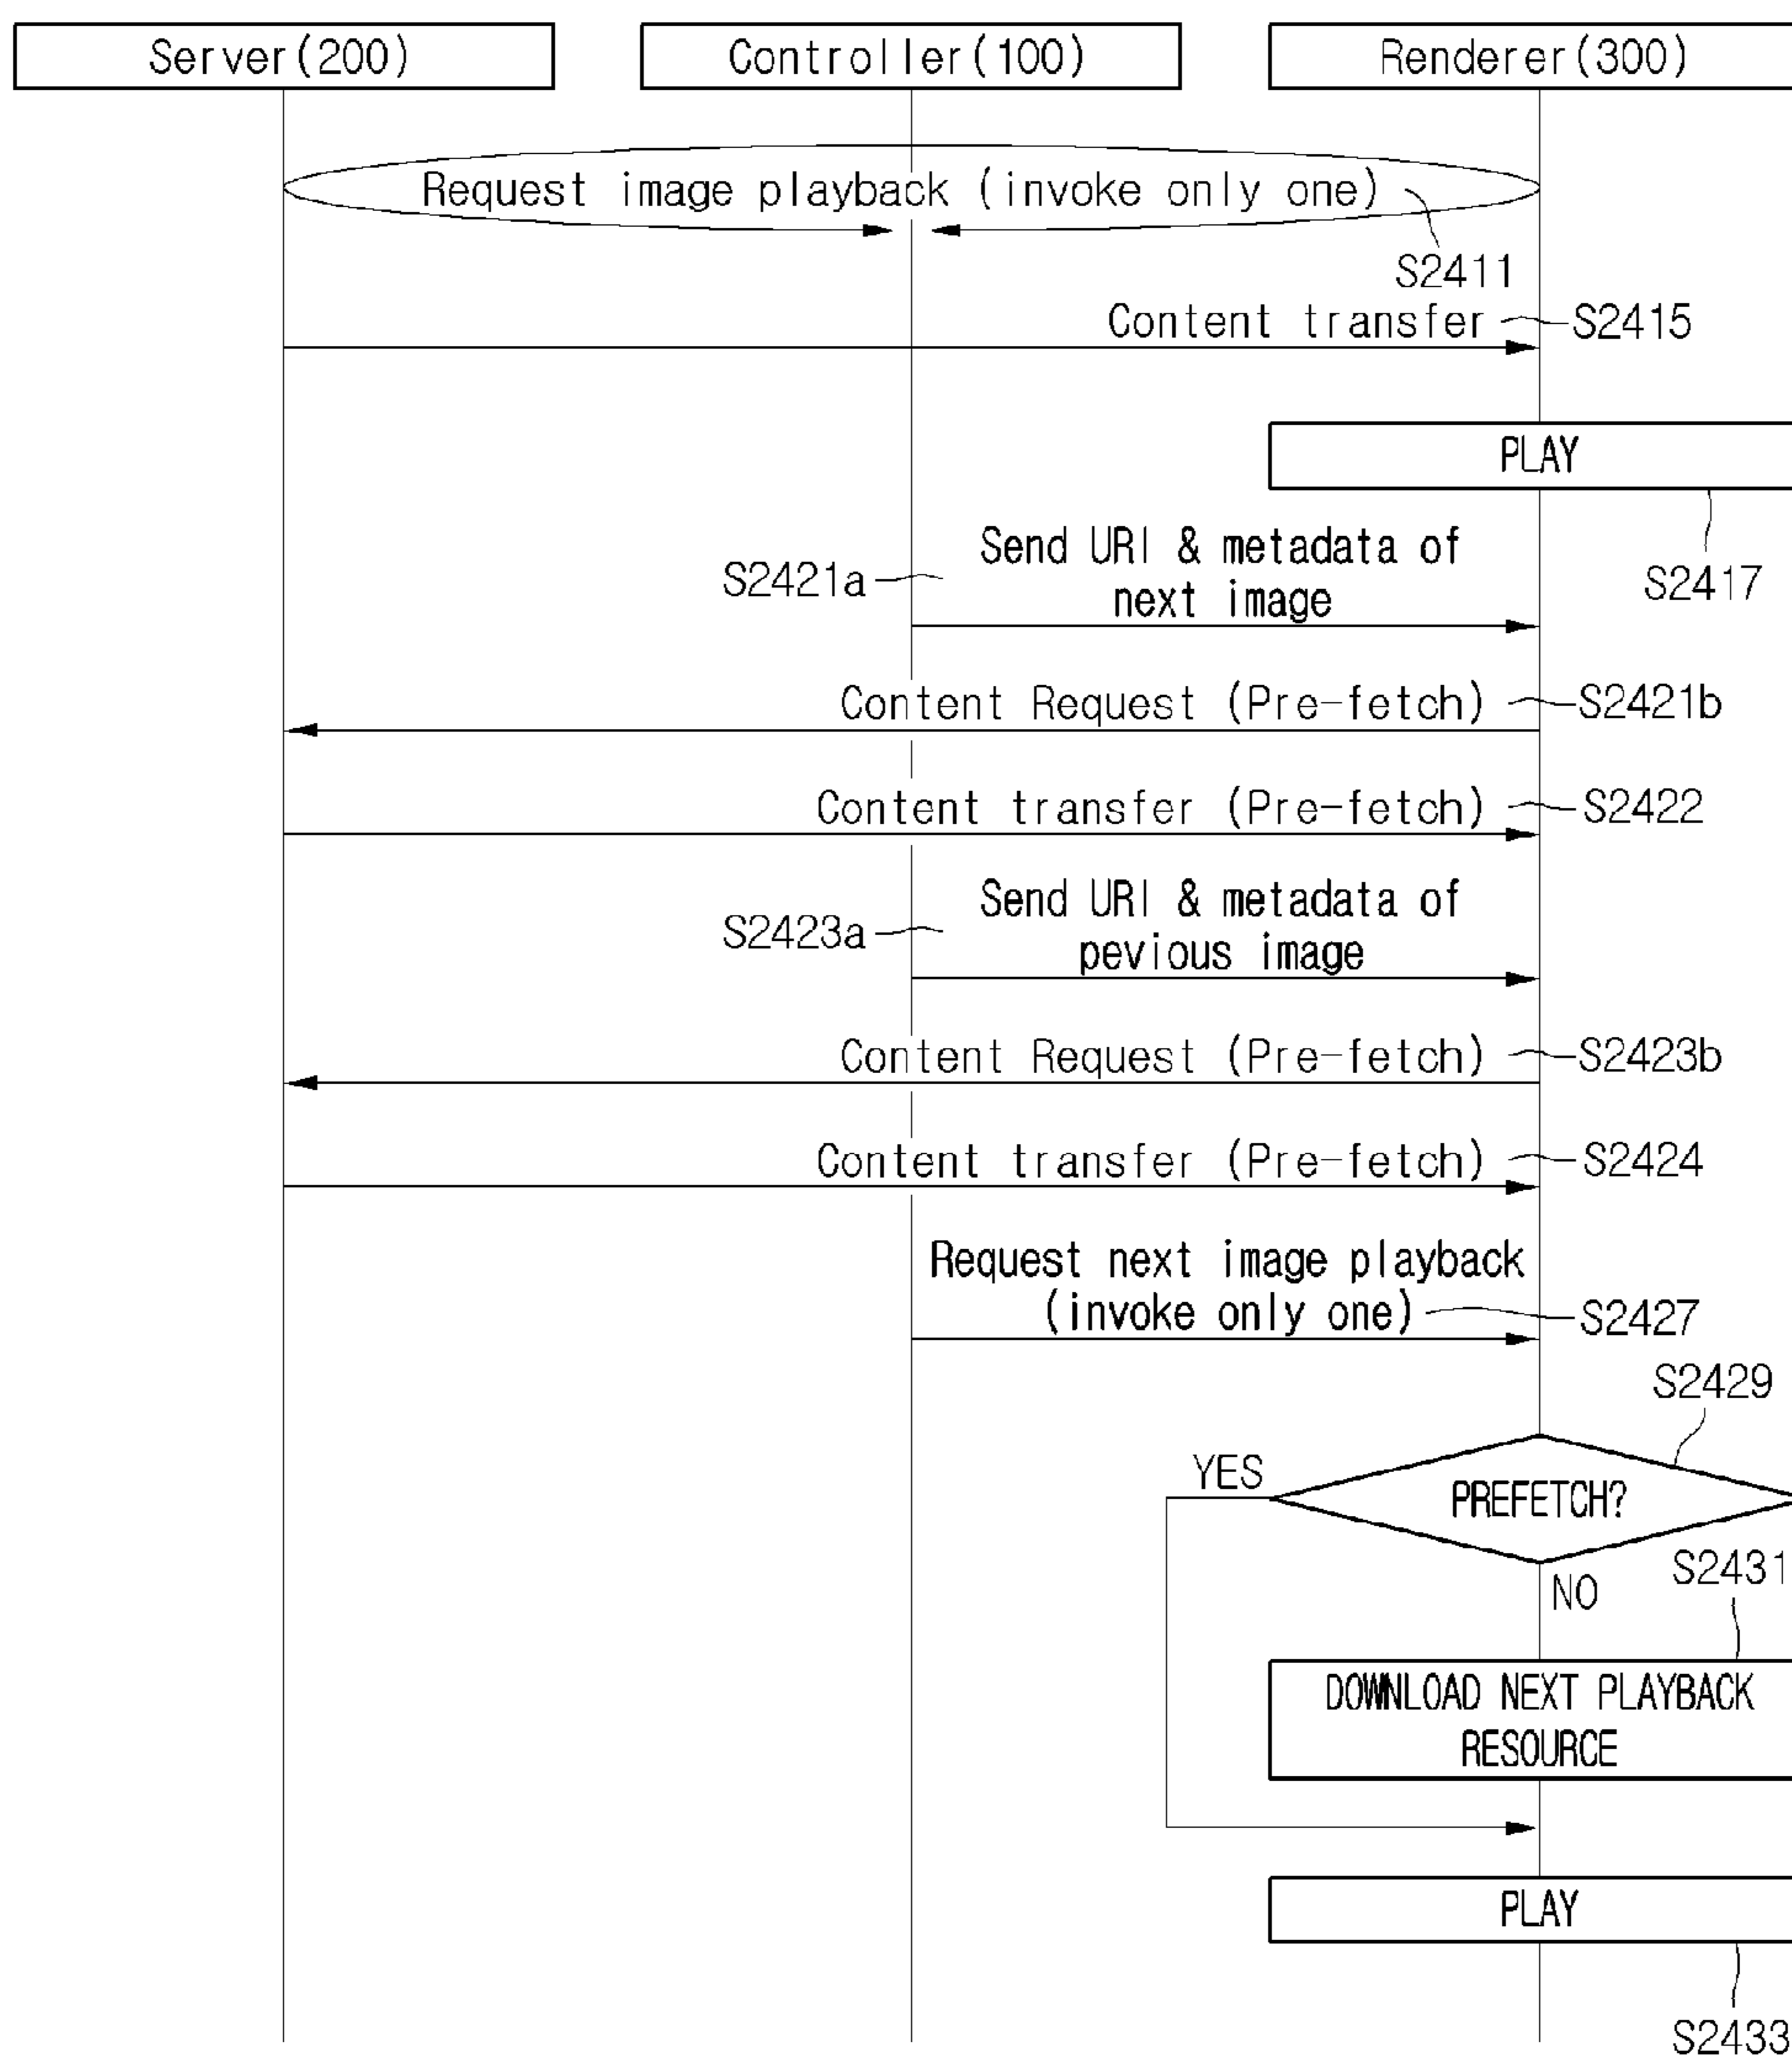 Server(200)
Controller(100)
Renderer(300)
Request image playback (invoke only one)
S2411
Content transfer
S2415
PLAY
S2417
Send URI & metadata of
next image
S2421a
Content Request (Pre-fetch)
S2421b
Content transfer (Pre-fetch)
S2422
Send URI & metadata of
pevious image
S2423a
Content Request (Pre-fetch)
S2423b
Content transfer (Pre-fetch)
S2424
Request next image playback
(invoke only one)
S2427
S2429
YES
PREFETCH?
NO
S2431
DOWNLOAD NEXT PLAYBACK
RESOURCE
PLAY
S2433